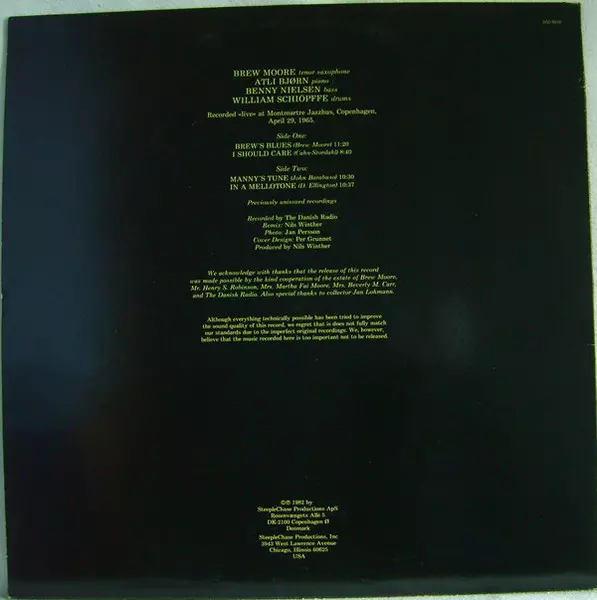 BREW MOORE tenor saxophone
ATLI BJØRN piano
BENNY NIELSEN bass
WILLIAM SCHIÖPFFE drums
Recorded »live« at Montmartre Jazzhus, Copenhagen,
April 29, 1965.
Side One:
BREW'S BLUES (Brew Moore) 11:20
I SHOULD CARE (Cahn-Stordahl) 8:40
Side Two:
MANNY'S TUNE (John Barabaso) 10:30
IN A MELLOTONE (D. Ellington) 10:37
Previously unissued recordings
Recorded by The Danish Radio
Remix: Nils Winther
Photo: Jan Persson
Cover Design: Per Grunnet
Produced by Nils Winther
We acknowledge with thanks that the release of this record
was made possible by the kind cooperation of the estate of Brew Moore,
Mr. Henry S. Robinson, Mrs. Martha Fai Moore, Mrs. Beverly M. Carr,
and The Danish Radio. Also special thanks to collector Jan Lohmann.
Although everything technically possible has been tried to improve
the sound quality of this record, we regret that is does not fully match
our standards due to the imperfect original recordings. We, however,
believe that the music recorded here is too important not to be released.
©℗ 1982 by
SteepleChase Productions ApS
Rosenvængets Allé 5
DK-2100 Copenhagen Ø
Denmark
SteepleChase Productions, Inc
3943 West Lawrence Avenue
Chicago, Illinois 60625
USA